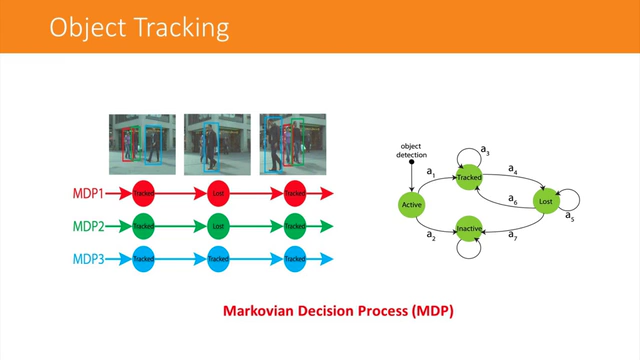 Object Tracking
MDP1 Tracked Lost Tracked
MDP2 Tracked Lost Tracked
MDP3 Tracked Tracked Tracked
object
detection
a1
a2
a3
a4
a5
a6
a7
Active
Tracked
Lost
Inactive
Markovian Decision Process (MDP)